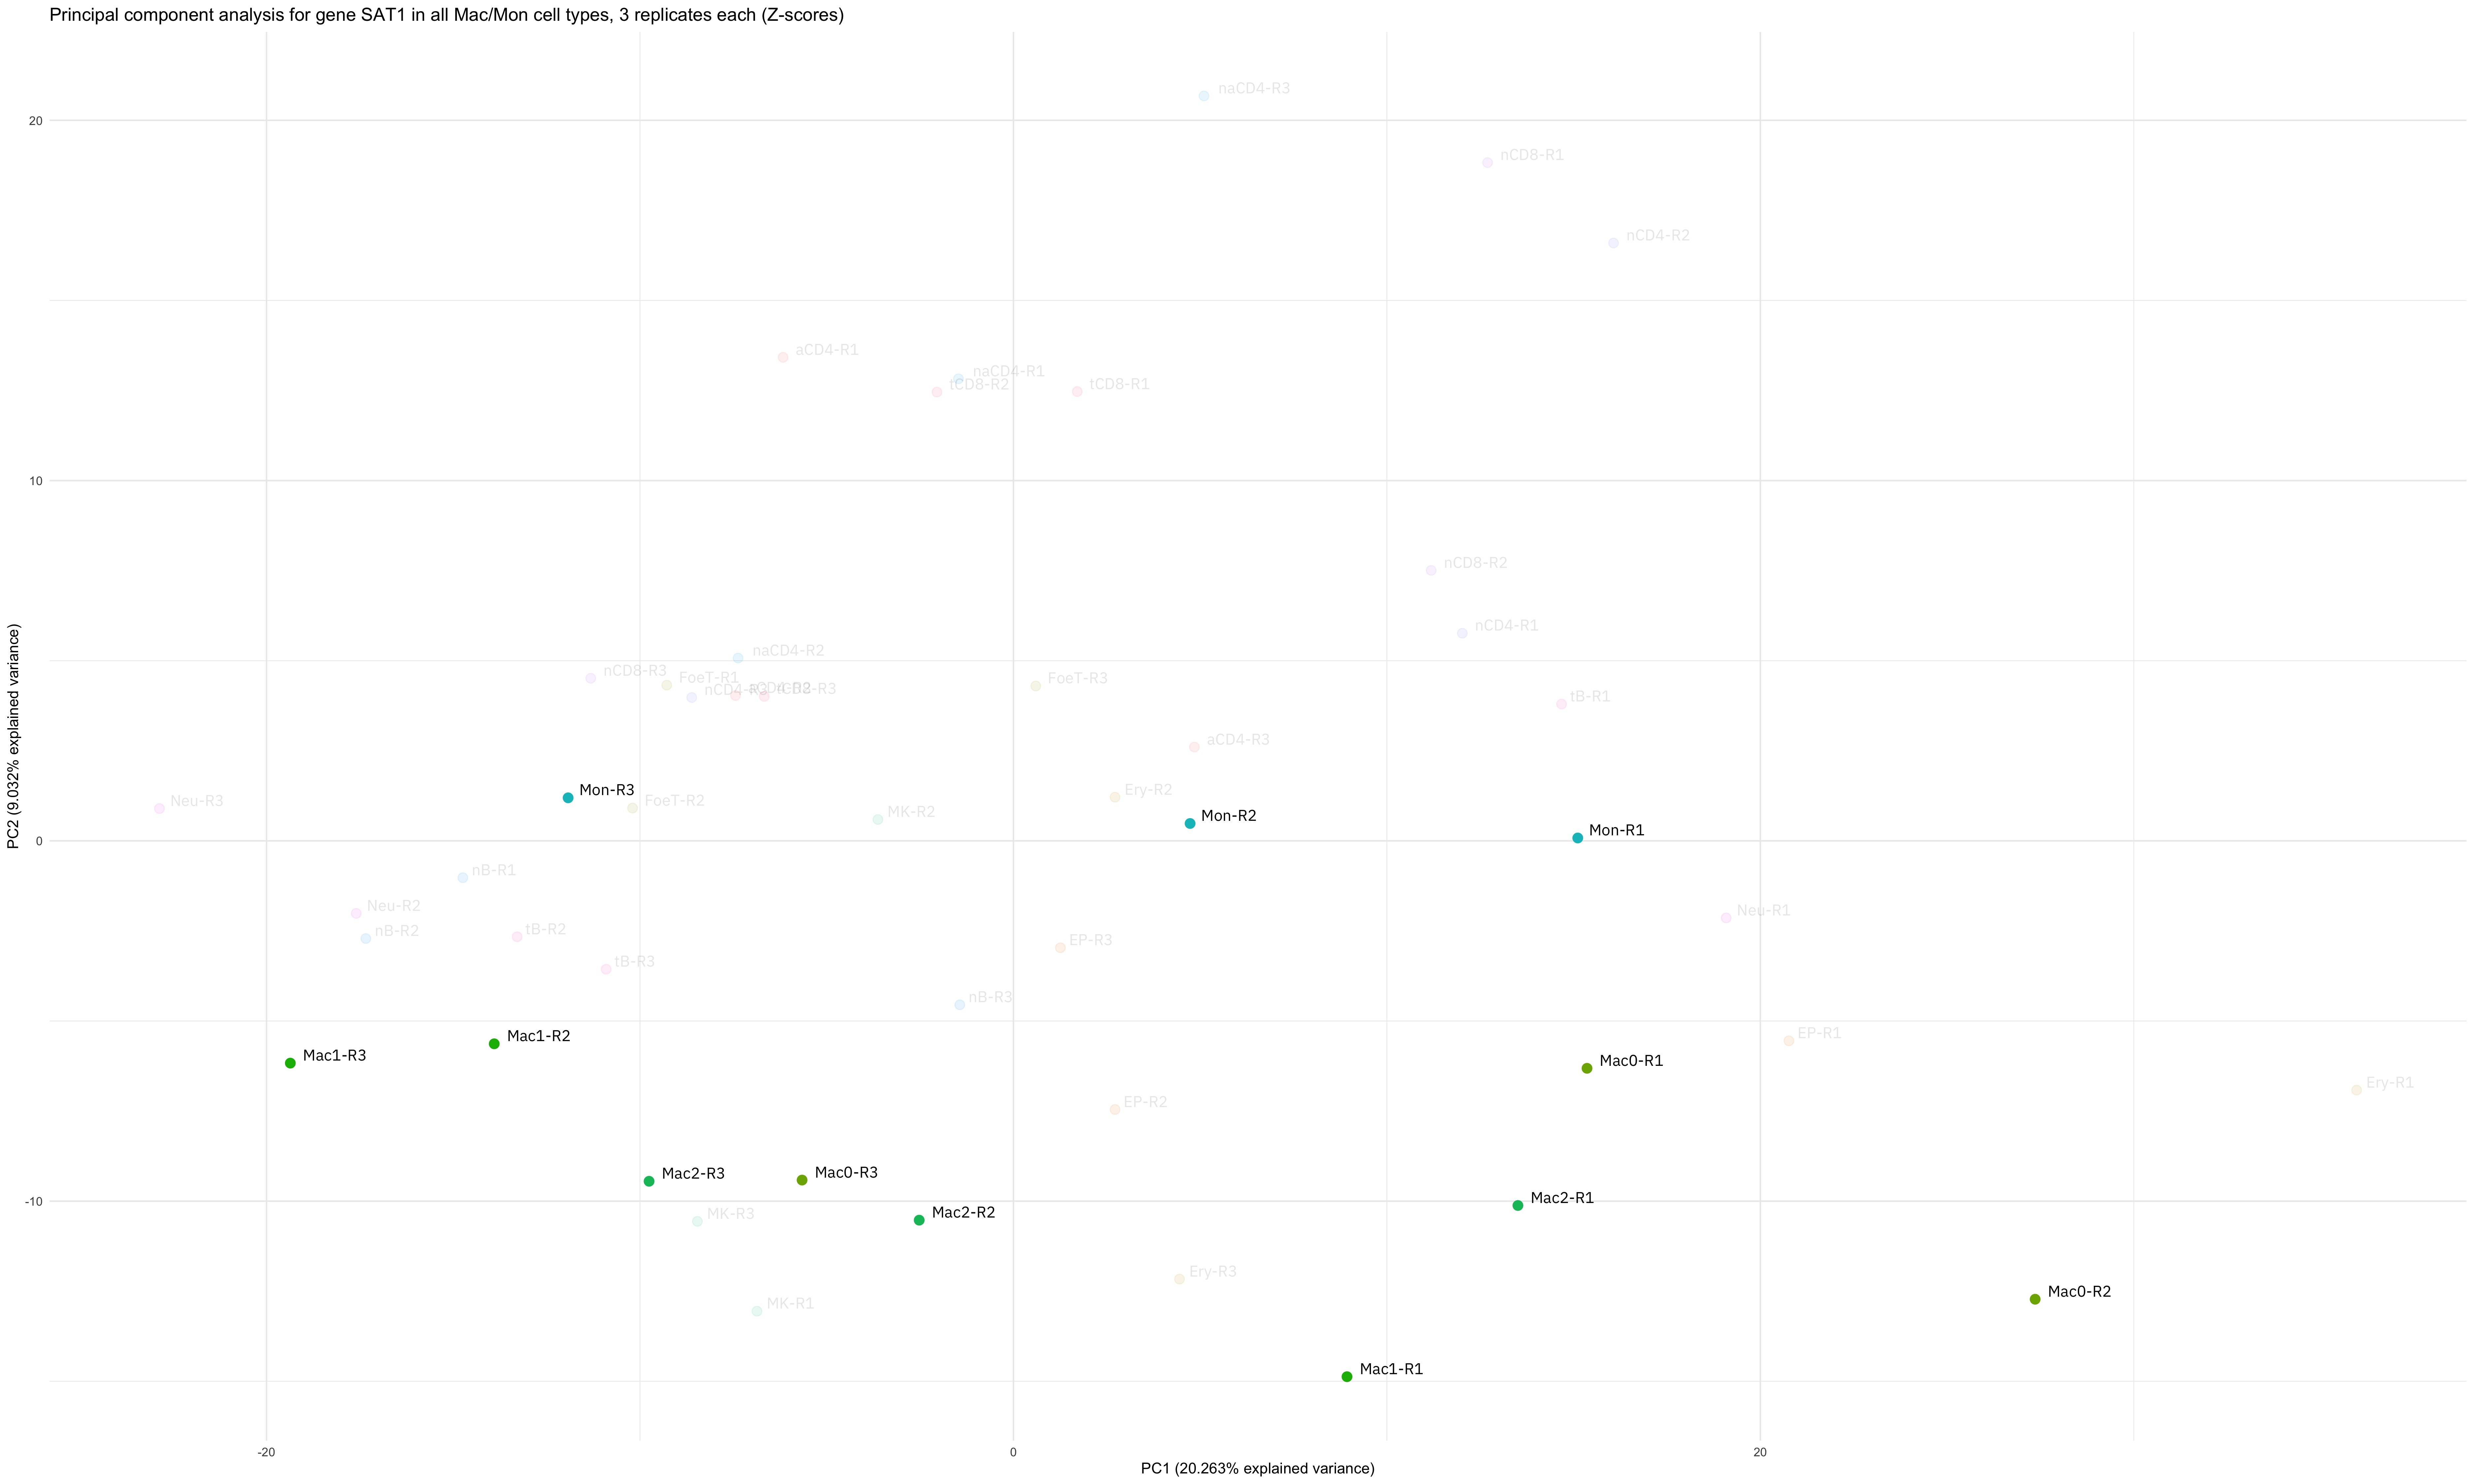 Principal component analysis for gene SAT1 in all Mac/Mon cell types, 3 replicates each (Z-scores)
naCD4-R3
20
nCD8-R1
nCD4-R2
aCD4-R1
naCD4-R1
tCD8-R2
tCD8-R1
10
nCD8-R2
nCD4-R1
naCD4-R2
nCD8-R3
FoeT-R1
nCD4-R3
aCD4-R2
tCD8-R3
FoeT-R3
tB-R1
aCD4-R3
Mon-R3
Ery-R2
Neu-R3
FoeT-R2
MK-R2
Mon-R2
Mon-R1
0
PC2 (9.032% explained variance)
nB-R1
Neu-R2
Neu-R1
tB-R2
nB-R2
EP-R3
tB-R3
nB-R3
EP-R1
Mac1-R2
Mac1-R3
Mac0-R1
Ery-R1
EP-R2
Mac2-R3
Mac0-R3
Mac2-R1
-10
Mac2-R2
MK-R3
Ery-R3
Mac0-R2
MK-R1
Mac1-R1
-20
0
20
PC1 (20.263% explained variance)